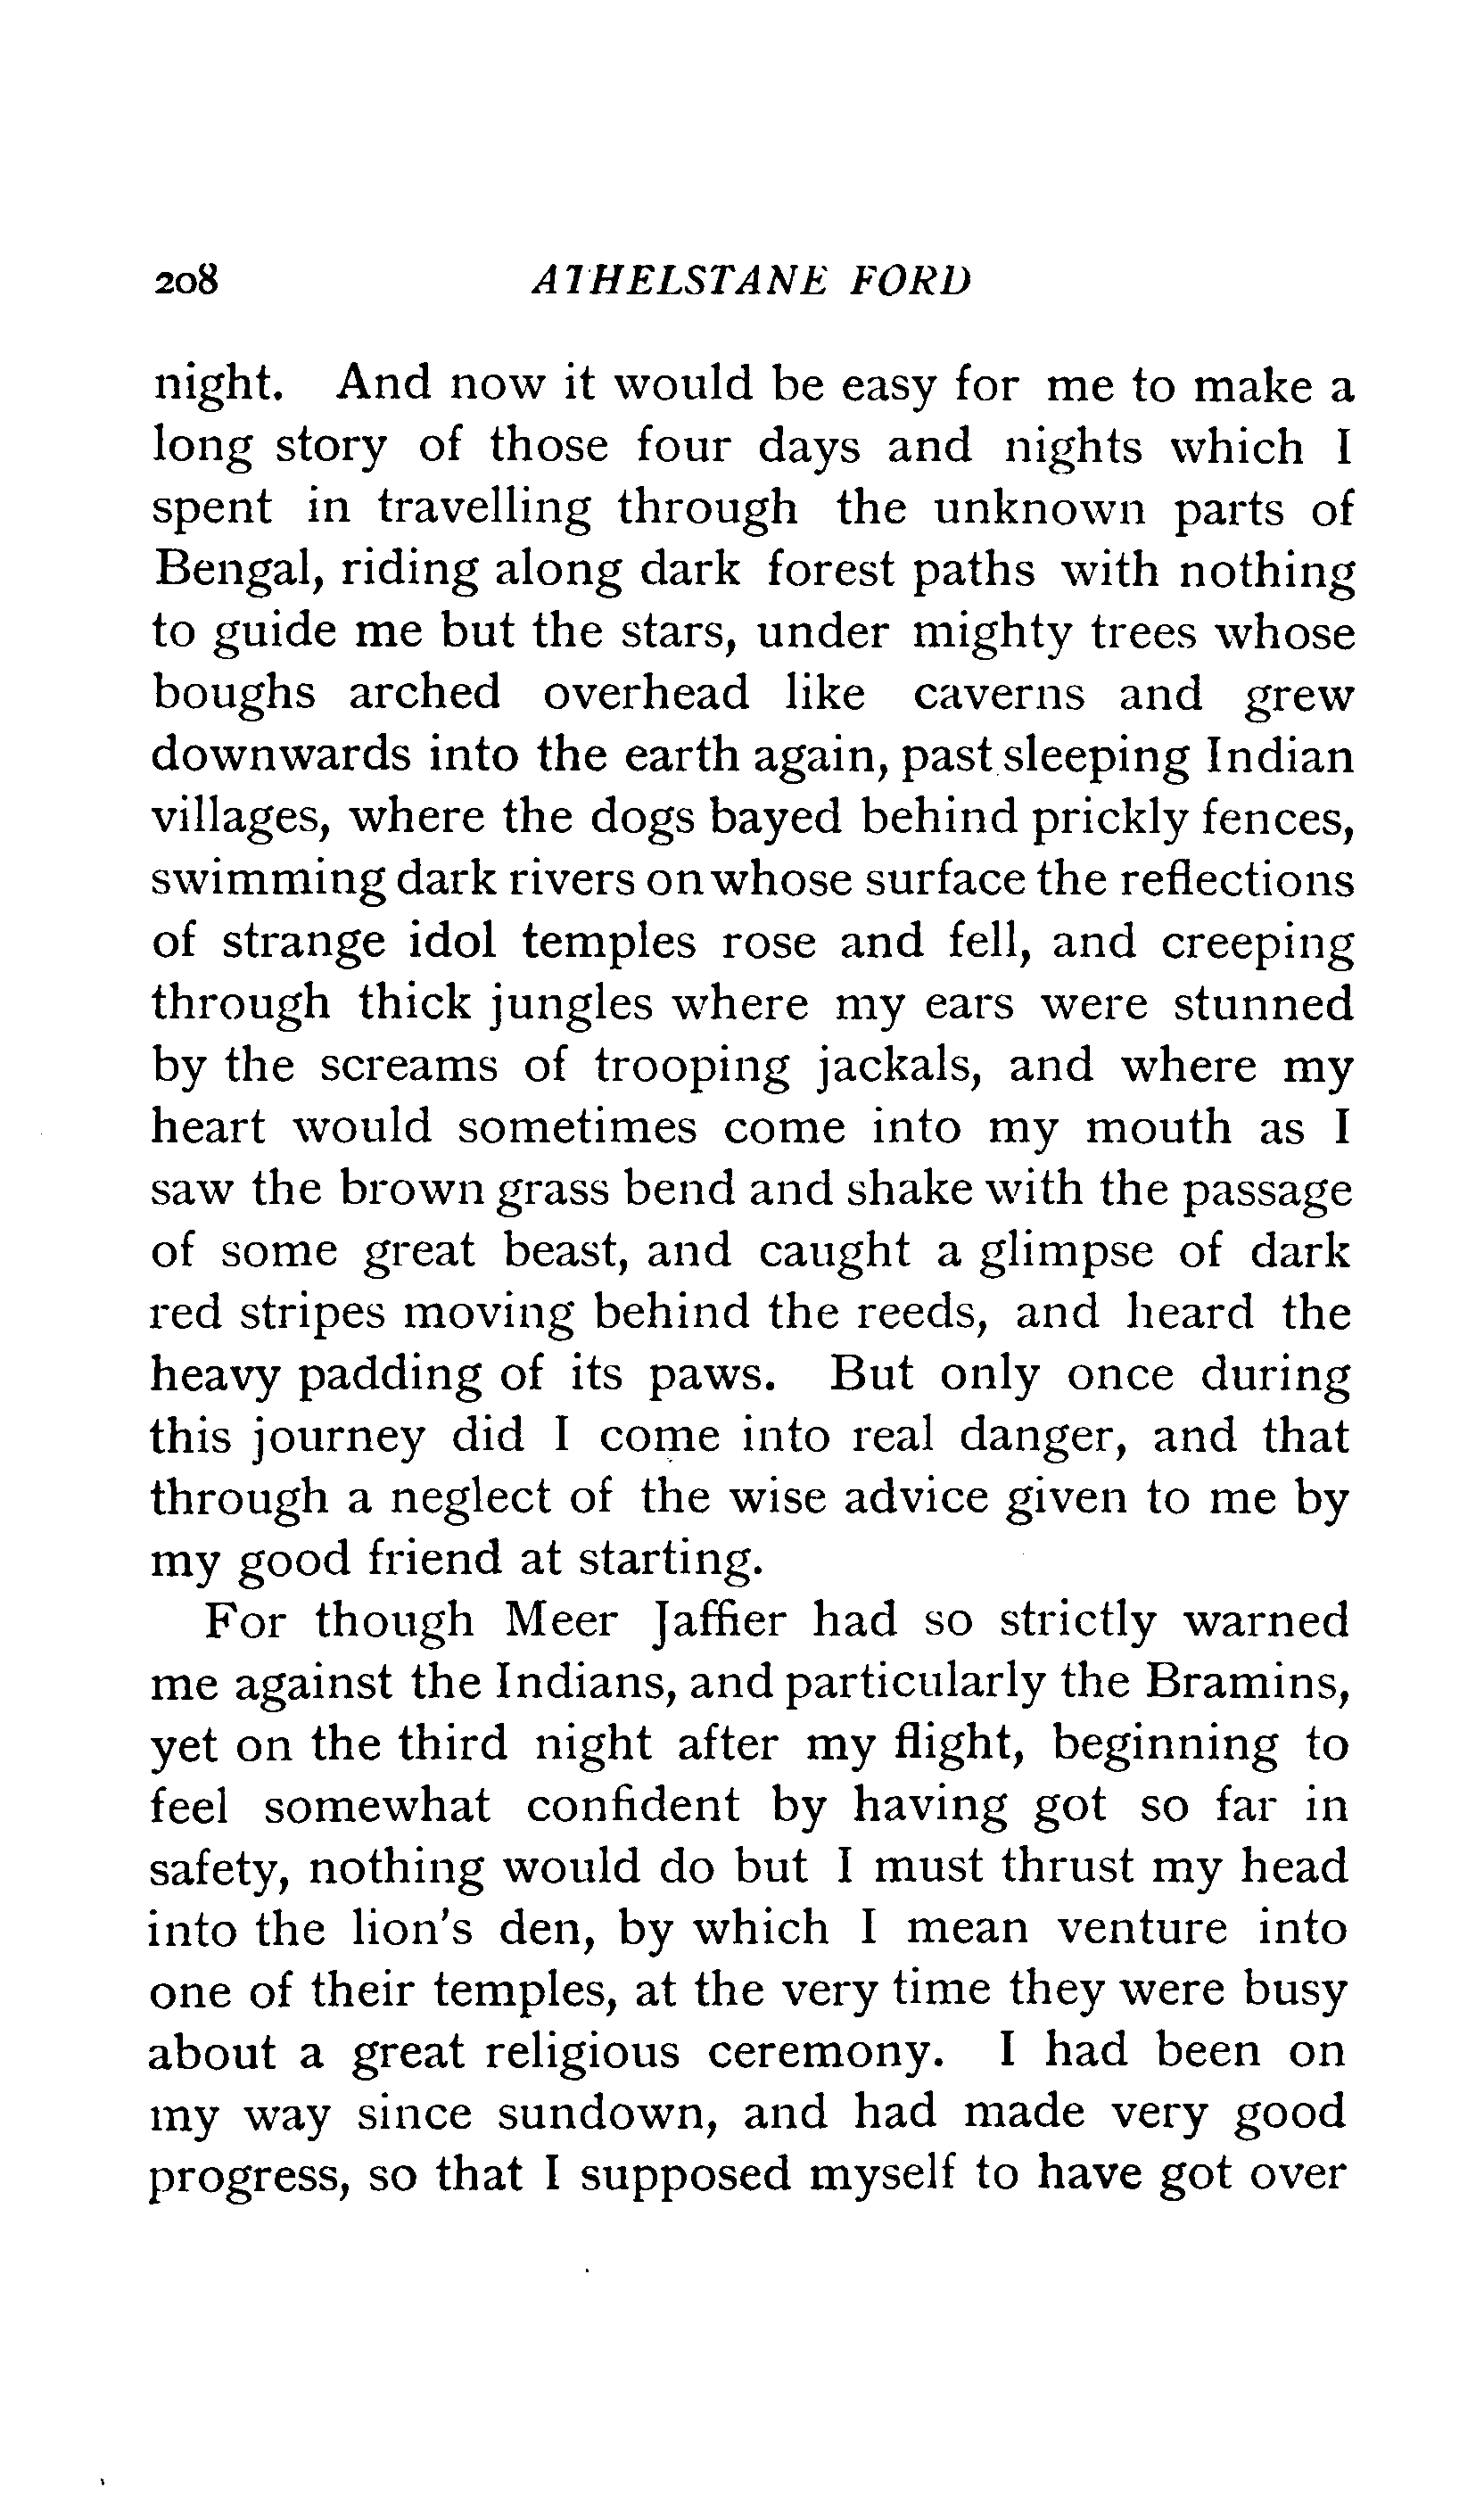 208 ATHELSTANE FORD
night. And now it would be easy for me to make a
long story of those four days and nights which I
spent in travelling through the unknown parts of
Bengal, riding along dark forest paths with nothing
to guide me but the stars, under mighty trees whose
boughs arched overhead like caverns and grew
downwards into the earth again, past sleeping Indian
villages, where the dogs bayed behind prickly fences,
swimming dark rivers on whose surface the reflections
of strange idol temples rose and fell, and creeping
through thick jungles where my ears were stunned
by the screams of trooping jackals, and where my
heart would sometimes come into my mouth as I
saw the brown grass bend and shake with the passage
of some great beast, and caught a glimpse of dark
red stripes moving behind the reeds, and heard the
heavy padding of its paws. But only once during
this journey did I come into real danger, and that
through a neglect of the wise advice given to me by
my good friend at starting.
For though Meer Jaffier had so strictly warned
me against the Indians, and particularly the Bramins,
yet on the third night after my flight, beginning to
feel somewhat confident by having got so far in
safety, nothing would do but I must thrust my head
into the lion's den, by which I mean venture into
one of their temples, at the very time they were busy
about a great religious ceremony. I had been on
my way since sundown, and had made very good
progress, so that I supposed myself to have got over